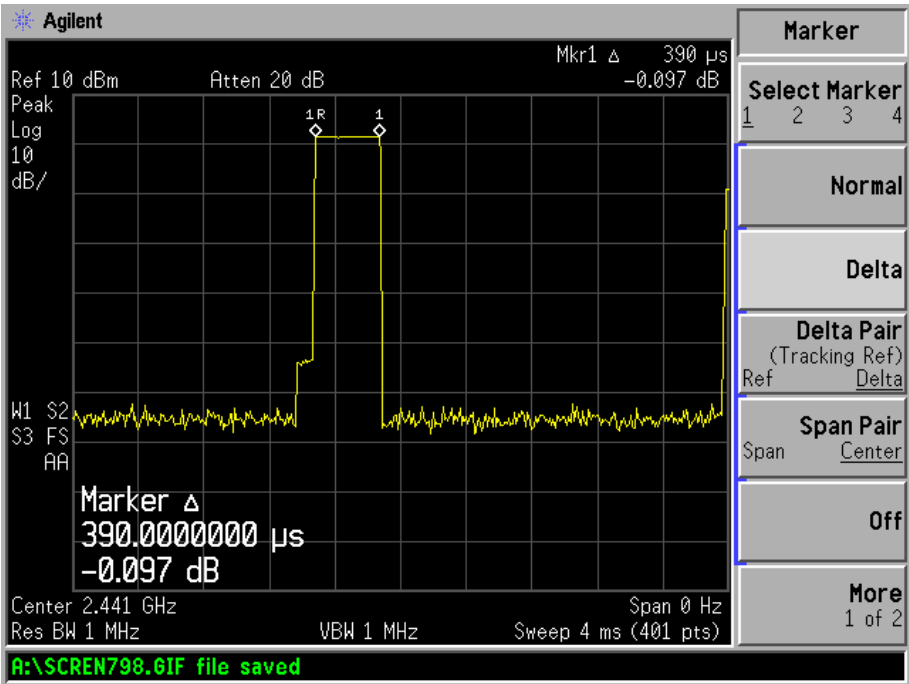 Agilent
Mkr1 Δ 390 µs
Ref 10 dBm Atten 20 dB -0.097 dB
Peak
Log
10
dB/
1R 1
W1 S2
S3 FS
AA
Marker Δ
390.0000000 µs
-0.097 dB
Center 2.441 GHz Span 0 Hz
Res BW 1 MHz VBW 1 MHz Sweep 4 ms (401 pts)
A:\SCREN798.GIF file saved
Marker
Select Marker
1 2 3 4
Normal
Delta
Delta Pair
(Tracking Ref)
Ref Delta
Span Pair
Span Center
Off
More
1 of 2